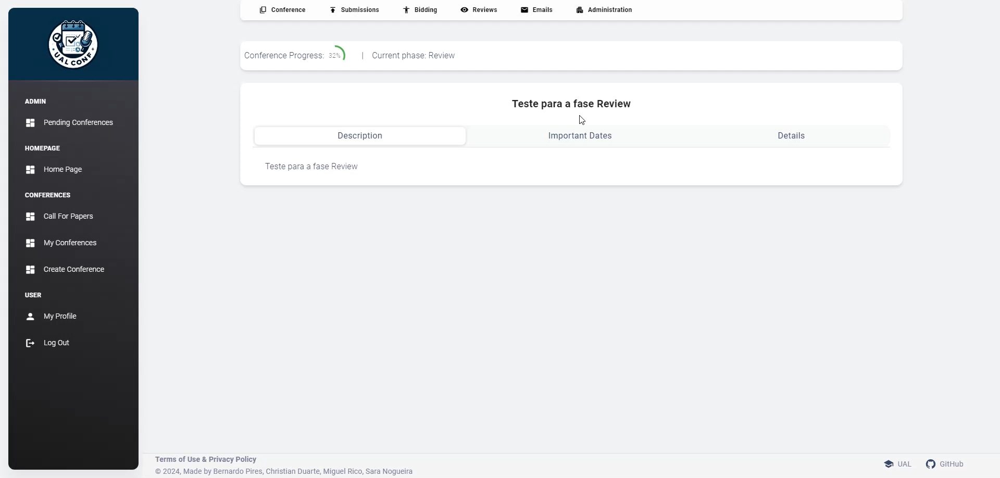 UAL CONF
ADMIN
Pending Conferences
HOMEPAGE
Home Page
CONFERENCES
Call For Papers
My Conferences
Create Conference
USER
My Profile
Log Out
Conference Submissions Bidding Reviews Emails Administration
Conference Progress: 32% | Current phase: Review
Teste para a fase Review
Description Important Dates Details
Teste para a fase Review
Terms of Use & Privacy Policy
© 2024, Made by Bernardo Pires, Christian Duarte, Miguel Rico, Sara Nogueira
UAL GitHub